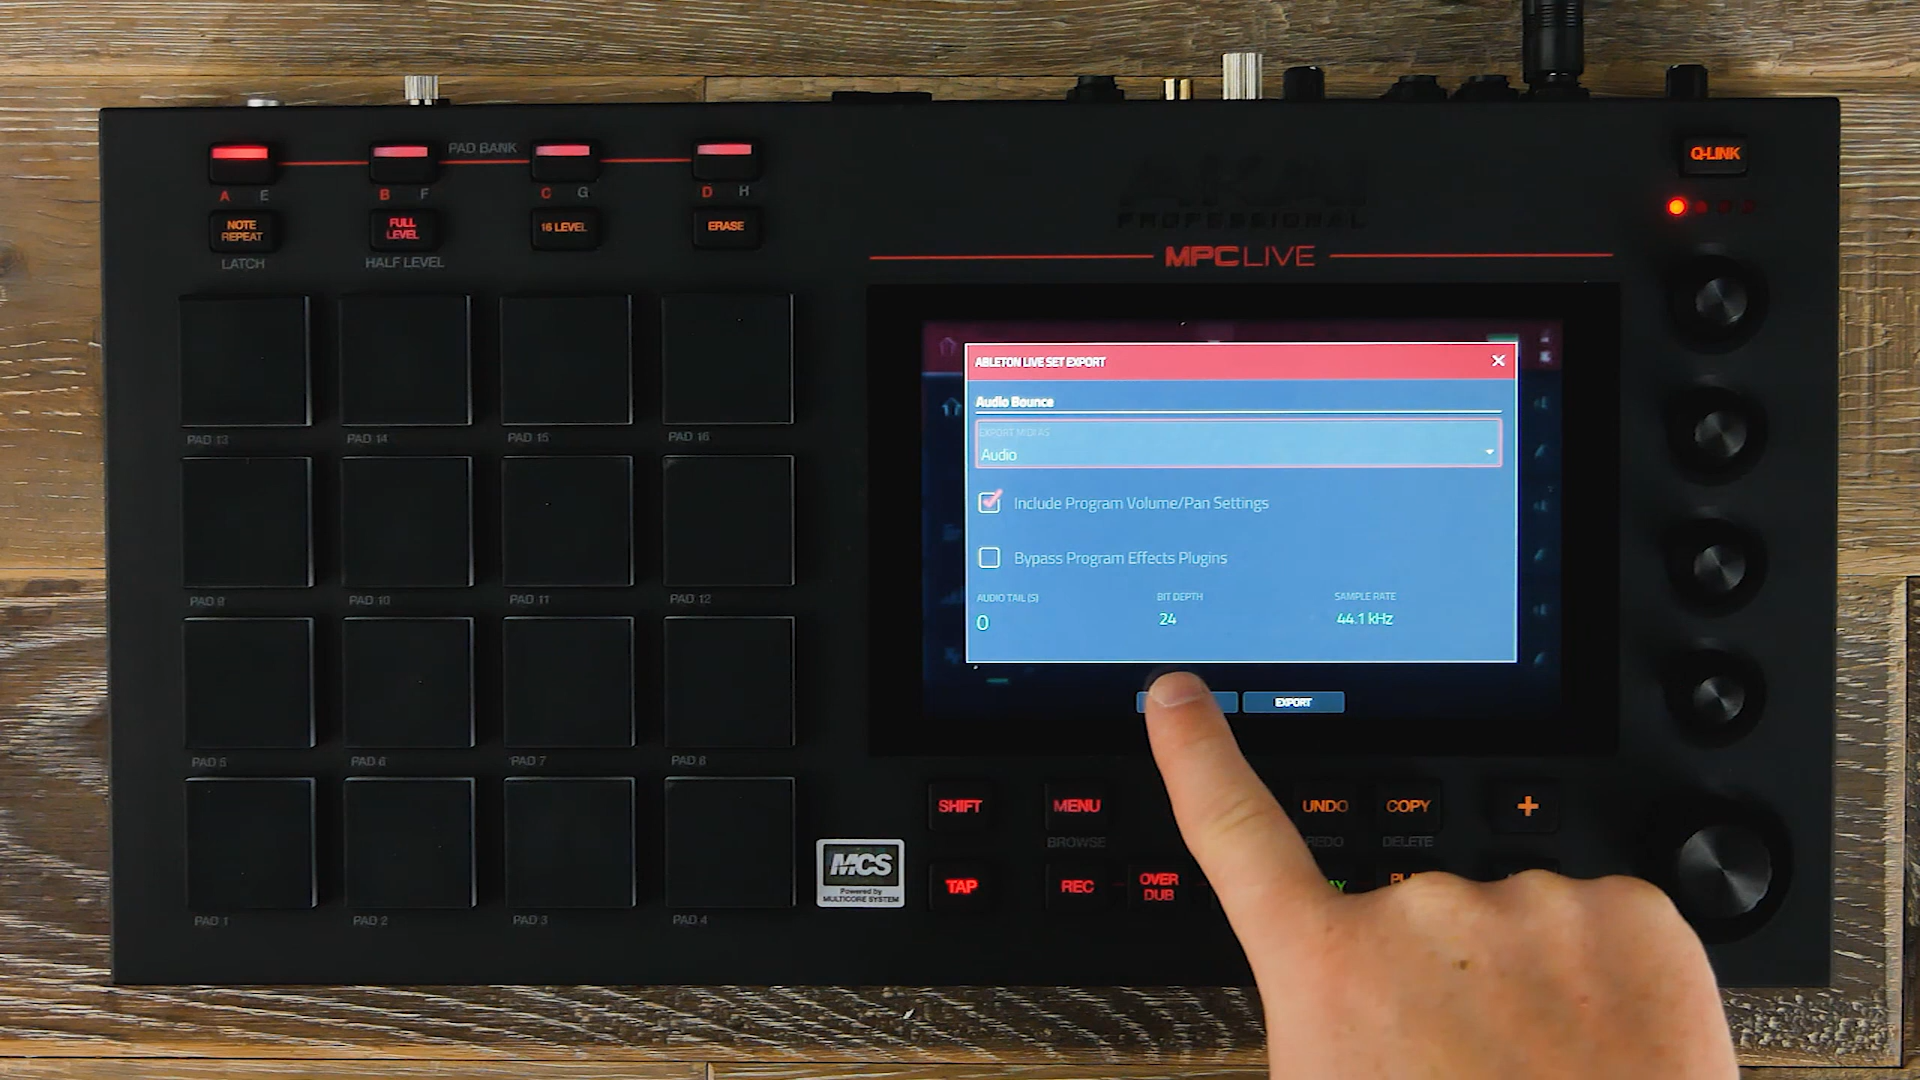 PAD BANK
A E
B F
C G
D H
NOTE REPEAT
FULL LEVEL
16 LEVEL
ERASE
LATCH
HALF LEVEL
AKAI
PROFESSIONAL
MPC LIVE
Q-LINK
PAD 13
PAD 14
PAD 15
PAD 16
PAD 9
PAD 10
PAD 11
PAD 12
PAD 5
PAD 6
PAD 7
PAD 8
PAD 1
PAD 2
PAD 3
PAD 4
ABLETON LIVE SET EXPORT
Audio Bounce
EXPORT MIDI AS
Audio
Include Program Volume/Pan Settings
Bypass Program Effects Plugins
AUDIO TAIL (S)
BIT DEPTH
SAMPLE RATE
0
24
44.1 kHz
EXPORT
SHIFT
MENU
UNDO
COPY
+
BROWSE
DELETE
MCS
Powered by
MULTICORE SYSTEM
TAP
REC
OVER DUB